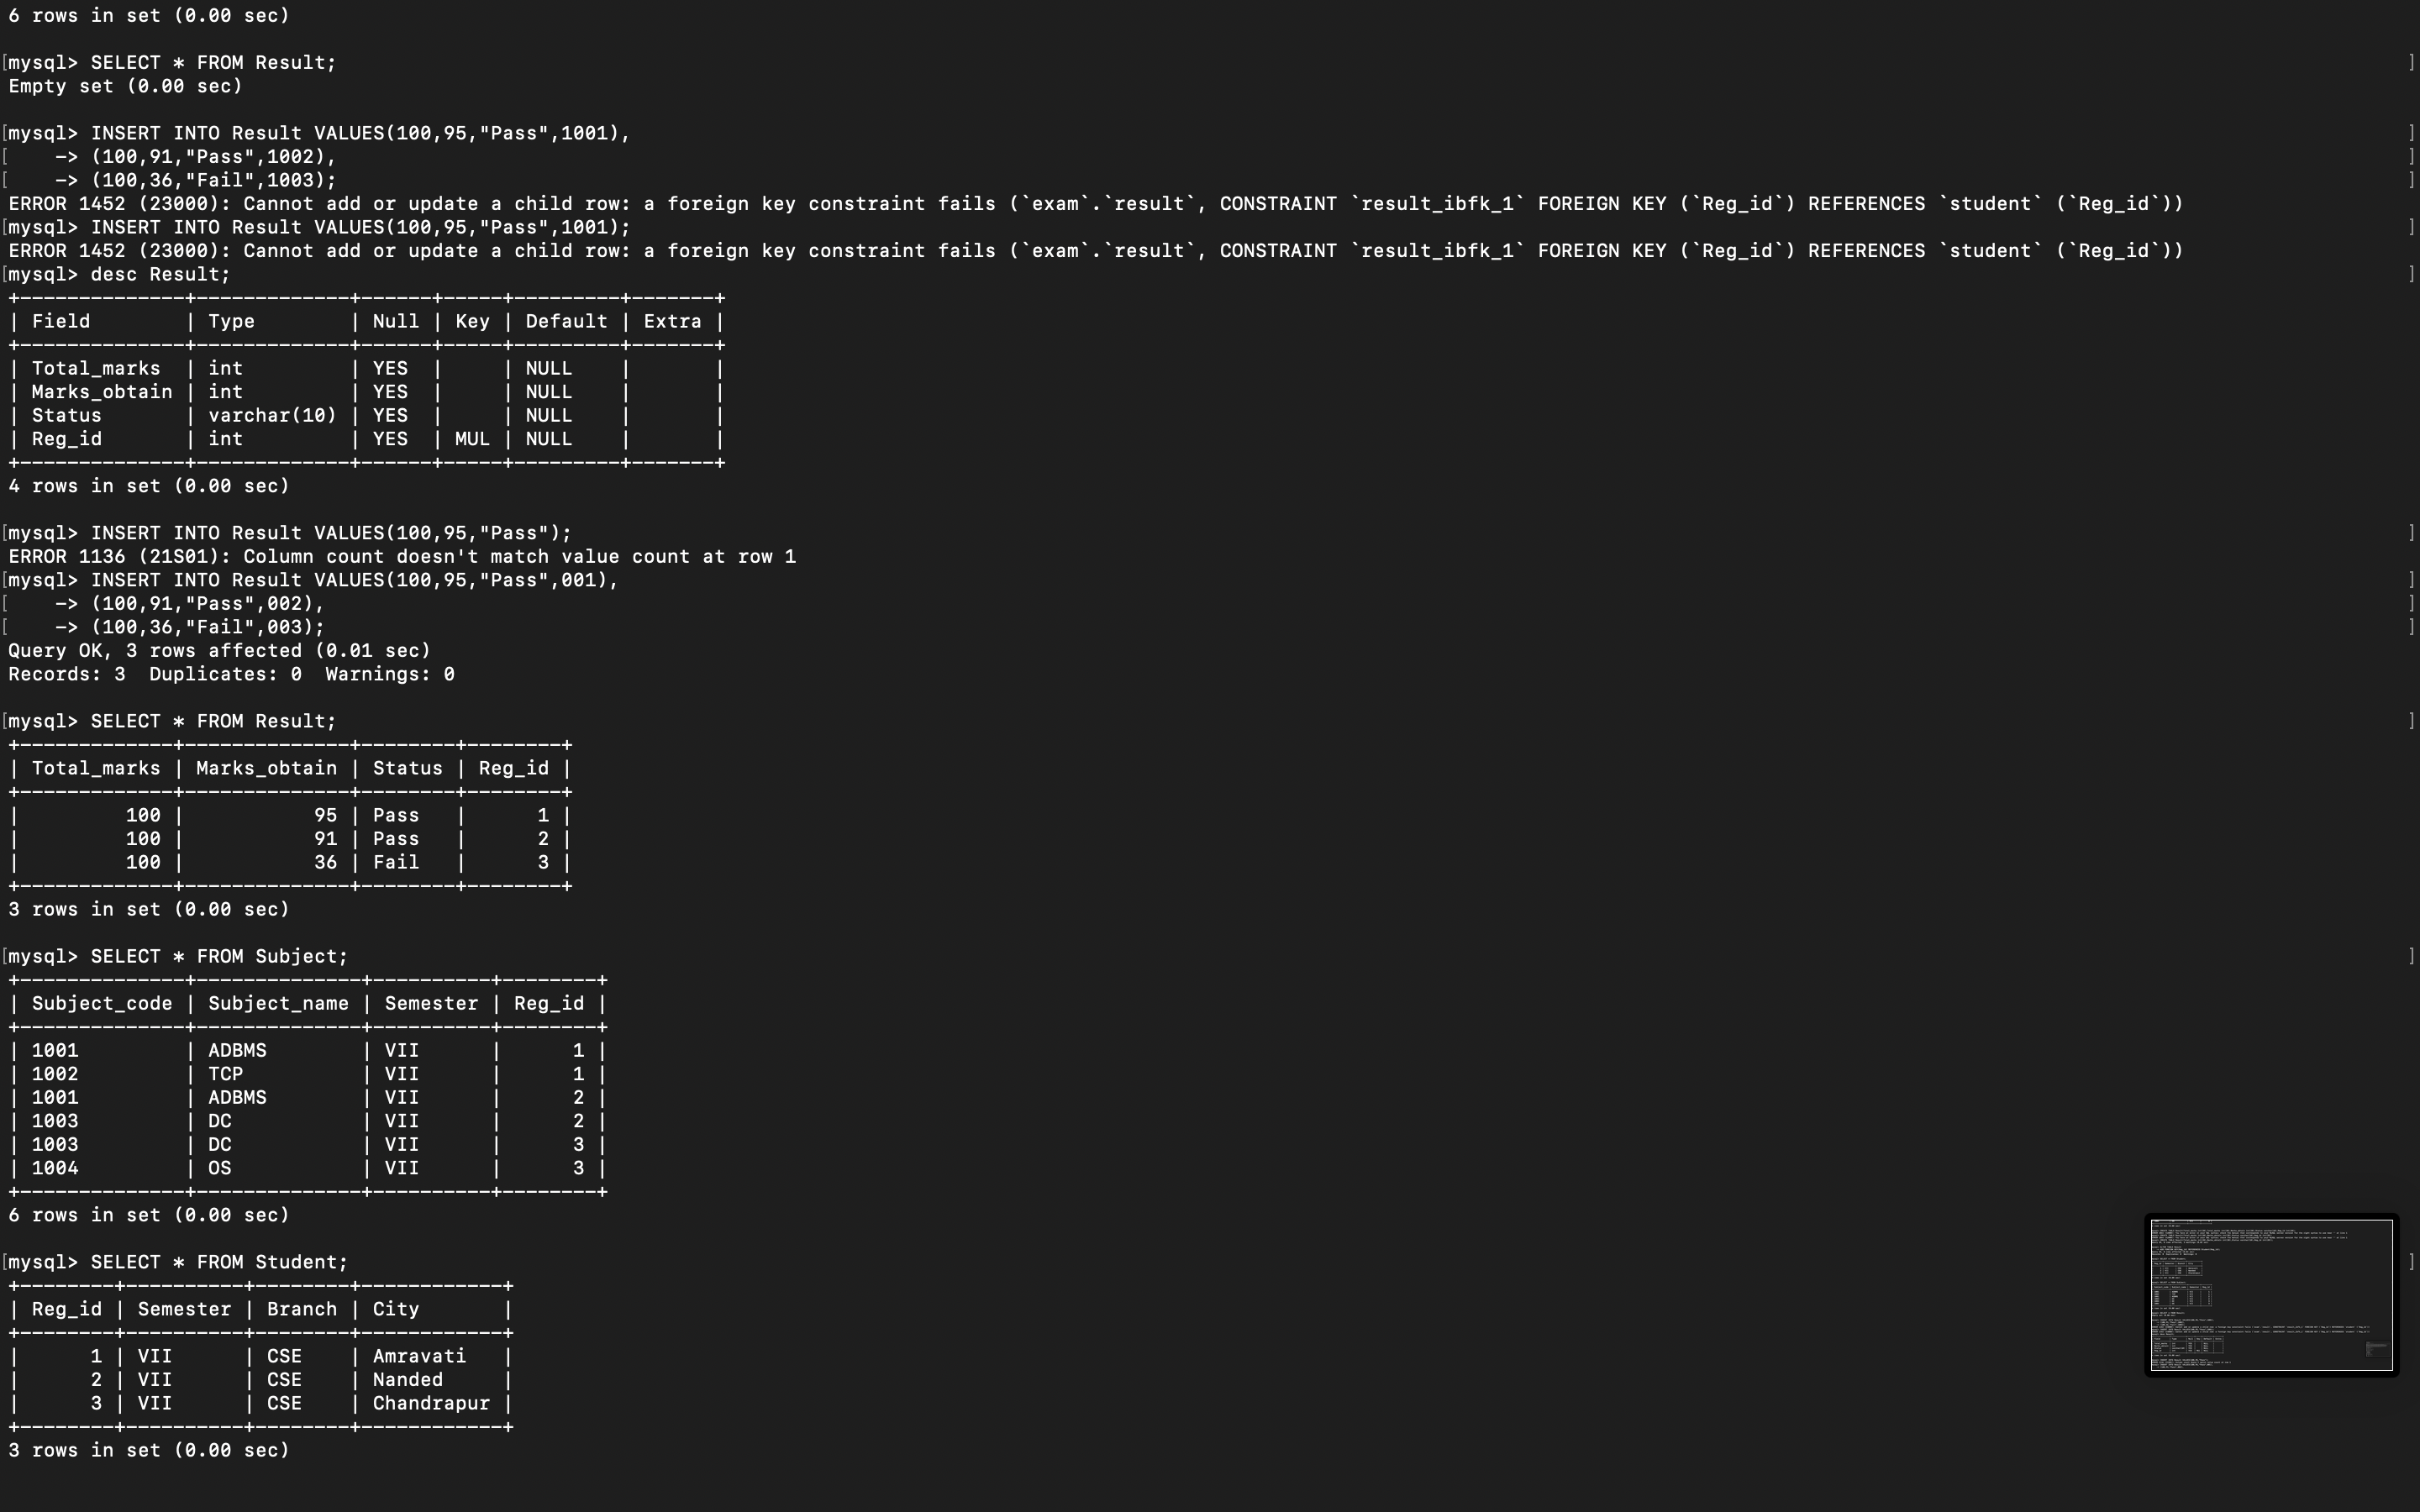 6 rows in set (0.00 sec)
[mysql> SELECT * FROM Result; ]
Empty set (0.00 sec)
[mysql> INSERT INTO Result VALUES(100,95,"Pass",1001), ]
[    -> (100,91,"Pass",1002), ]
[    -> (100,36,"Fail",1003); ]
ERROR 1452 (23000): Cannot add or update a child row: a foreign key constraint fails (`exam`.`result`, CONSTRAINT `result_ibfk_1` FOREIGN KEY (`Reg_id`) REFERENCES `student` (`Reg_id`))
[mysql> INSERT INTO Result VALUES(100,95,"Pass",1001); ]
ERROR 1452 (23000): Cannot add or update a child row: a foreign key constraint fails (`exam`.`result`, CONSTRAINT `result_ibfk_1` FOREIGN KEY (`Reg_id`) REFERENCES `student` (`Reg_id`))
[mysql> desc Result; ]
+--------------+-------------+------+-----+---------+-------+
| Field        | Type        | Null | Key | Default | Extra |
+--------------+-------------+------+-----+---------+-------+
| Total_marks  | int         | YES  |     | NULL    |       |
| Marks_obtain | int         | YES  |     | NULL    |       |
| Status       | varchar(10) | YES  |     | NULL    |       |
| Reg_id       | int         | YES  | MUL | NULL    |       |
+--------------+-------------+------+-----+---------+-------+
4 rows in set (0.00 sec)
[mysql> INSERT INTO Result VALUES(100,95,"Pass"); ]
ERROR 1136 (21S01): Column count doesn't match value count at row 1
[mysql> INSERT INTO Result VALUES(100,95,"Pass",001), ]
[    -> (100,91,"Pass",002), ]
[    -> (100,36,"Fail",003); ]
Query OK, 3 rows affected (0.01 sec)
Records: 3  Duplicates: 0  Warnings: 0
[mysql> SELECT * FROM Result; ]
+-------------+--------------+--------+--------+
| Total_marks | Marks_obtain | Status | Reg_id |
+-------------+--------------+--------+--------+
|         100 |           95 | Pass   |      1 |
|         100 |           91 | Pass   |      2 |
|         100 |           36 | Fail   |      3 |
+-------------+--------------+--------+--------+
3 rows in set (0.00 sec)
[mysql> SELECT * FROM Subject; ]
+--------------+--------------+----------+--------+
| Subject_code | Subject_name | Semester | Reg_id |
+--------------+--------------+----------+--------+
| 1001         | ADBMS        | VII      |      1 |
| 1002         | TCP          | VII      |      1 |
| 1001         | ADBMS        | VII      |      2 |
| 1003         | DC           | VII      |      2 |
| 1003         | DC           | VII      |      3 |
| 1004         | OS           | VII      |      3 |
+--------------+--------------+----------+--------+
6 rows in set (0.00 sec)
[mysql> SELECT * FROM Student; ]
+--------+----------+--------+------------+
| Reg_id | Semester | Branch | City       |
+--------+----------+--------+------------+
|      1 | VII      | CSE    | Amravati   |
|      2 | VII      | CSE    | Nanded     |
|      3 | VII      | CSE    | Chandrapur |
+--------+----------+--------+------------+
3 rows in set (0.00 sec)